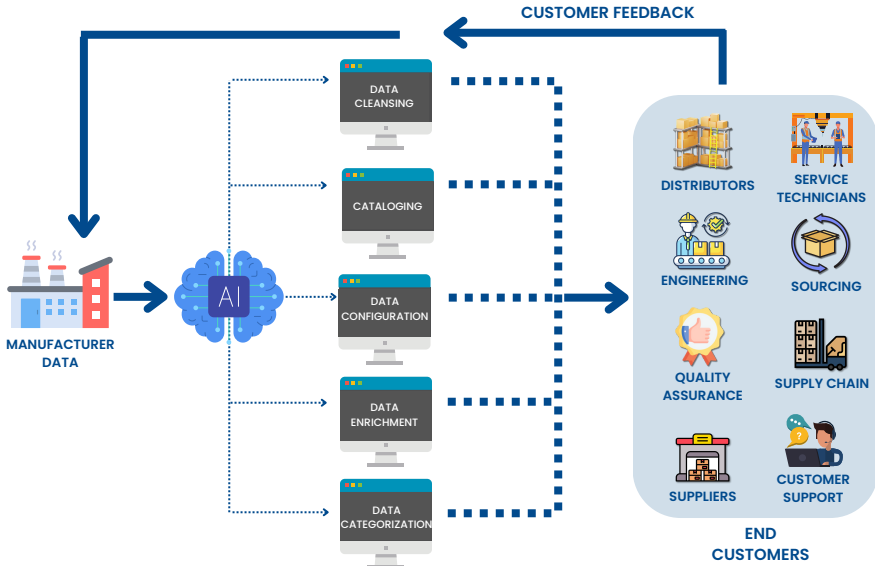 CUSTOMER FEEDBACK
DATA
CLEANSING
CATALOGING
DATA
CONFIGURATION
DATA
ENRICHMENT
DATA
CATEGORIZATION
AI
MANUFACTURER
DATA
DISTRIBUTORS
SERVICE
TECHNICIANS
ENGINEERING
SOURCING
QUALITY
ASSURANCE
SUPPLY CHAIN
SUPPLIERS
CUSTOMER
SUPPORT
END
CUSTOMERS